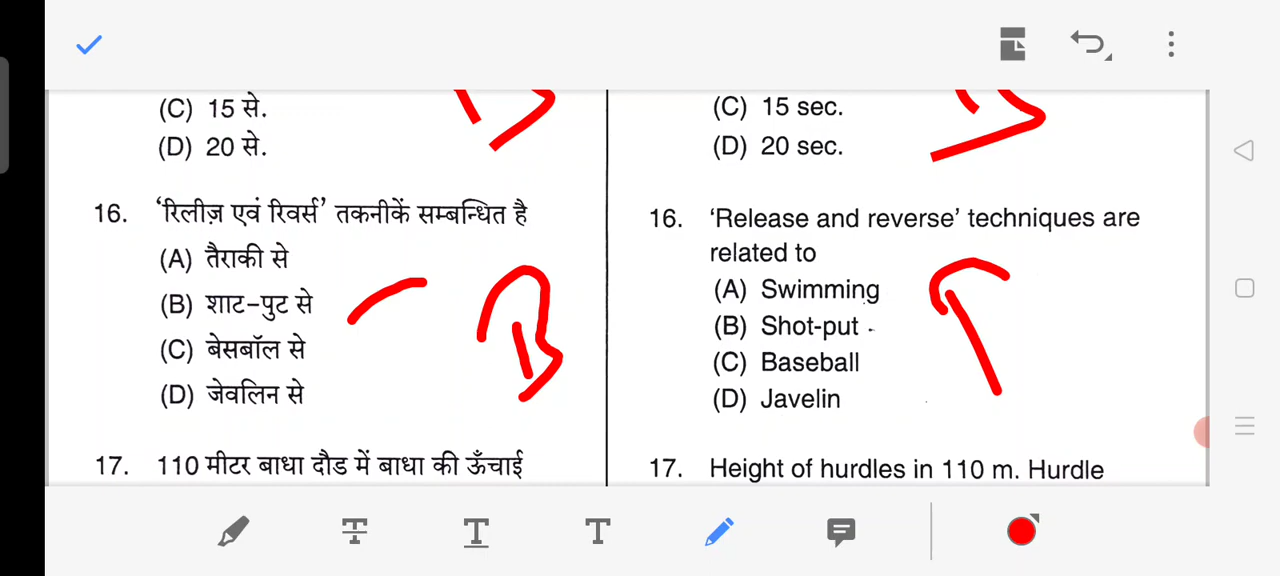 (C) 15 से.
(D) 20 से.
16. 'रिलीज़ एवं रिवर्स' तकनीकें सम्बन्धित है
(A) तैराकी से
(B) शाट-पुट से
(C) बेसबॉल से
(D) जेवलिन से
B
17. 110 मीटर बाधा दौड में बाधा की ऊँचाई
(C) 15 sec.
(D) 20 sec.
16. 'Release and reverse' techniques are
related to
(A) Swimming
(B) Shot-put
(C) Baseball
(D) Javelin
17. Height of hurdles in 110 m. Hurdle
T
T
T